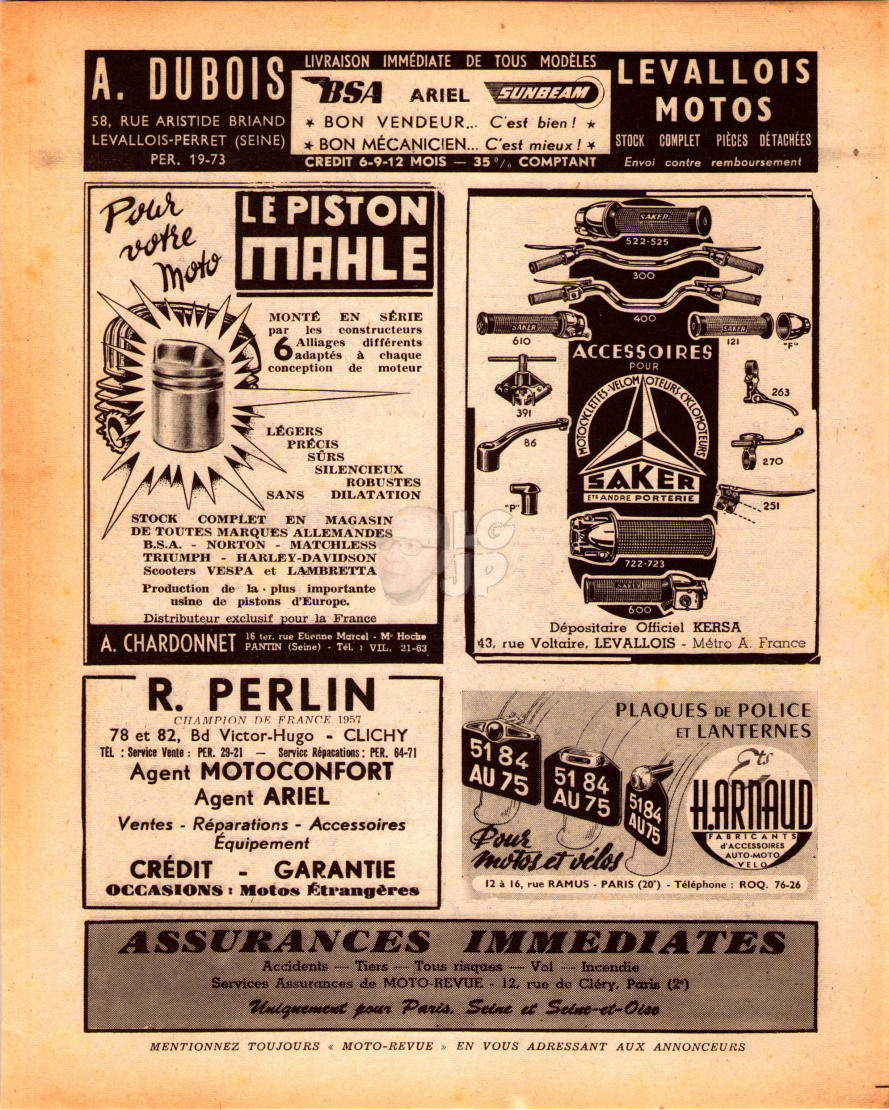 A. DUBOIS
58, RUE ARISTIDE BRIAND
LEVALLOIS-PERRET (SEINE)
PER. 19-73
LIVRAISON IMMÉDIATE DE TOUS MODÈLES
BSA ARIEL SUNBEAM
★ BON VENDEUR... C'est bien ! ★
★ BON MÉCANICIEN... C'est mieux ! ★
CREDIT 6-9-12 MOIS — 35 % COMPTANT
LEVALLOIS
MOTOS
STOCK COMPLET PIÈCES DÉTACHÉES
Envoi contre remboursement
Pour
votre
moto
LE PISTON
MAHLE
MONTÉ EN SÉRIE
par les constructeurs
6 Alliages différents
adaptés à chaque
conception de moteur
LÉGERS
PRÉCIS
SÛRS
SILENCIEUX
ROBUSTES
SANS DILATATION
STOCK COMPLET EN MAGASIN
DE TOUTES MARQUES ALLEMANDES
B.S.A. - NORTON - MATCHLESS
TRIUMPH - HARLEY-DAVIDSON
Scooters VESPA et LAMBRETTA
Production de la plus importante
usine de pistons d'Europe.
Distributeur exclusif pour la France
A. CHARDONNET
16 ter, rue Etienne Marcel - Mº Hoche
PANTIN (Seine) - Tél. : VIL. 21-63
SAKER
522-525
300
400
SAKER
610
SAKER
121
"F"
ACCESSOIRES
POUR
MOTOCYCLETTES-VELOMOTEURS-CYCLOMOTEURS
SAKER
ETS ANDRE PORTERIE
391
86
"P"
263
270
251
722-723
SAKER
600
Dépositaire Officiel KERSA
43, rue Voltaire, LEVALLOIS - Métro A. France
LG
JP
R. PERLIN
CHAMPION DE FRANCE 1957
78 et 82, Bd Victor-Hugo - CLICHY
TÉL : Service Vente : PER. 29-21 — Service Réparations : PER. 64-71
Agent MOTOCONFORT
Agent ARIEL
Ventes - Réparations - Accessoires
Équipement
CRÉDIT - GARANTIE
OCCASIONS : Motos Étrangères
PLAQUES DE POLICE
ET LANTERNES
51 84
AU 75
51 84
AU 75
51 84
AU 75
Pour
motos et vélos
Ets
H.ARNAUD
FABRICANTS
d'ACCESSOIRES
AUTO-MOTO
VELO
12 à 16, rue RAMUS - PARIS (20e) - Téléphone : ROQ. 76-26
ASSURANCES IMMEDIATES
Accidents — Tiers — Tous risques — Vol — Incendie
Services Assurances de MOTO-REVUE - 12, rue de Cléry, Paris (2e)
Uniquement pour Paris, Seine et Seine-et-Oise
MENTIONNEZ TOUJOURS « MOTO-REVUE » EN VOUS ADRESSANT AUX ANNONCEURS